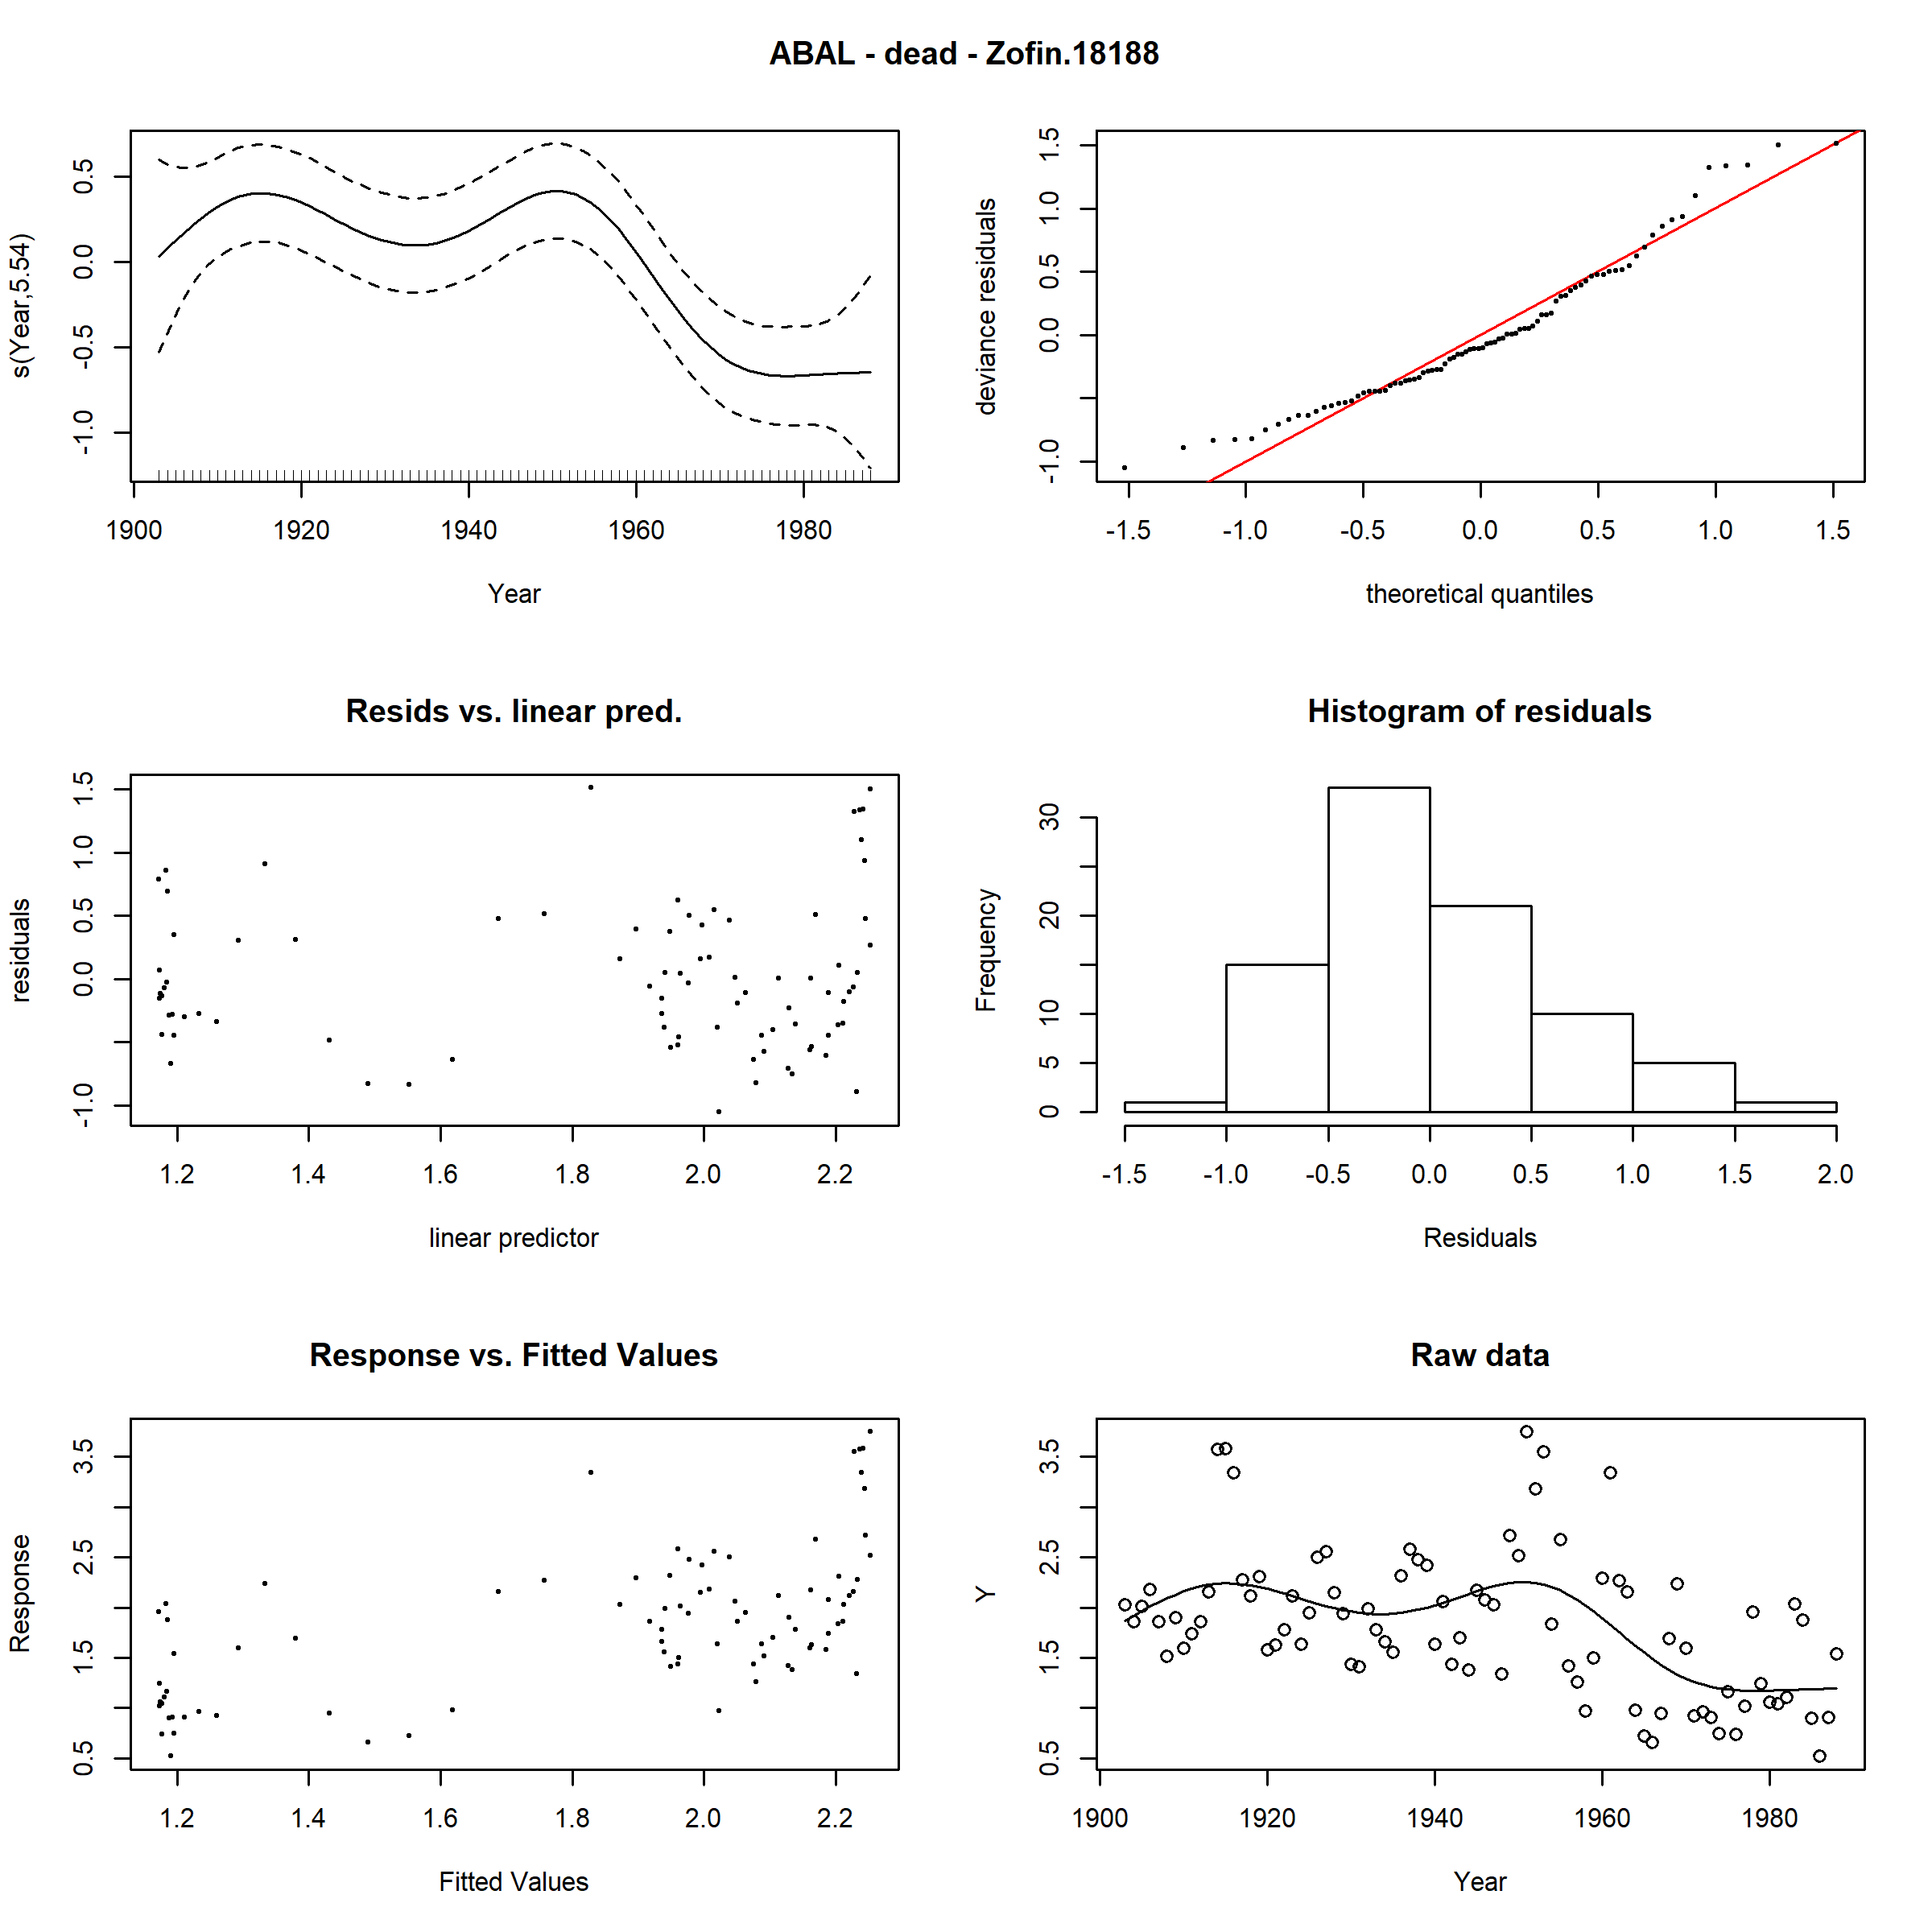 ABAL - dead - Zofin.18188
s(Year,5.54)
0.5
0.0
-0.5
-1.0
1900 1920 1940 1960 1980
Year
deviance residuals
1.5
1.0
0.5
0.0
-1.0
-1.5 -1.0 -0.5 0.0 0.5 1.0 1.5
theoretical quantiles
Resids vs. linear pred.
residuals
1.5
1.0
0.5
0.0
-1.0
1.2 1.4 1.6 1.8 2.0 2.2
linear predictor
Histogram of residuals
Frequency
30
20
10
5
0
-1.5 -1.0 -0.5 0.0 0.5 1.0 1.5 2.0
Residuals
Response vs. Fitted Values
Response
3.5
2.5
1.5
0.5
1.2 1.4 1.6 1.8 2.0 2.2
Fitted Values
Raw data
Y
3.5
2.5
1.5
0.5
1900 1920 1940 1960 1980
Year